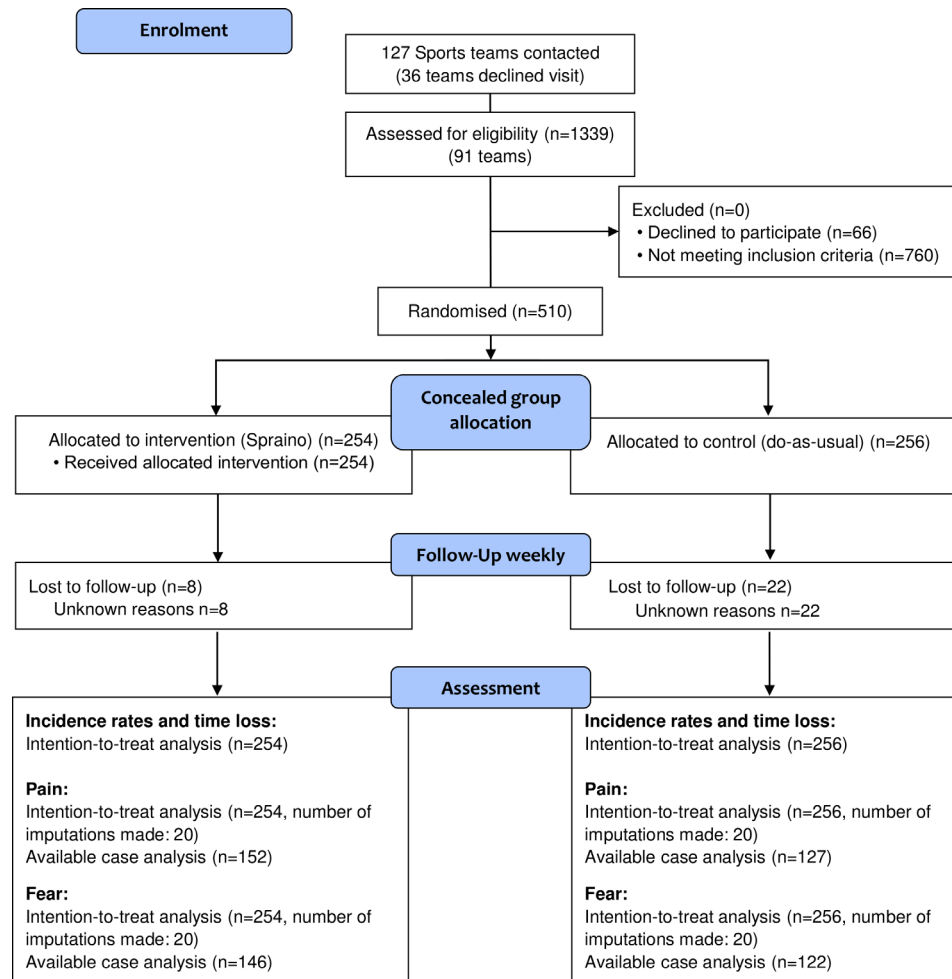 Enrolment
127 Sports teams contacted
(36 teams declined visit)
Assessed for eligibility (n=1339)
(91 teams)
Excluded (n=0)
• Declined to participate (n=66)
• Not meeting inclusion criteria (n=760)
Randomised (n=510)
Concealed group
allocation
Allocated to intervention (Spraino) (n=254)
• Received allocated intervention (n=254)
Allocated to control (do-as-usual) (n=256)
Follow-Up weekly
Lost to follow-up (n=8)
Unknown reasons n=8
Lost to follow-up (n=22)
Unknown reasons n=22
Assessment
Incidence rates and time loss:
Intention-to-treat analysis (n=254)
Pain:
Intention-to-treat analysis (n=254, number of
imputations made: 20)
Available case analysis (n=152)
Fear:
Intention-to-treat analysis (n=254, number of
imputations made: 20)
Available case analysis (n=146)
Incidence rates and time loss:
Intention-to-treat analysis (n=256)
Pain:
Intention-to-treat analysis (n=256, number of
imputations made: 20)
Available case analysis (n=127)
Fear:
Intention-to-treat analysis (n=256, number of
imputations made: 20)
Available case analysis (n=122)